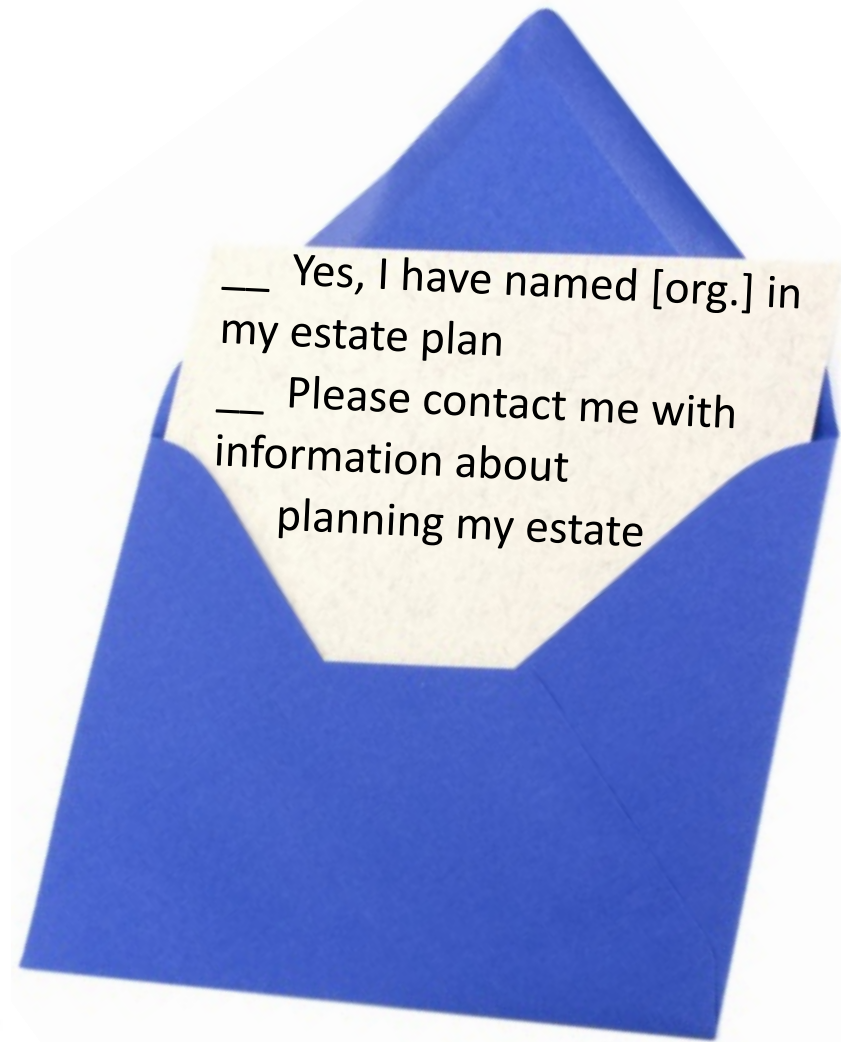 __ Yes, I have named [org.] in
my estate plan
__ Please contact me with
information about
planning my estate